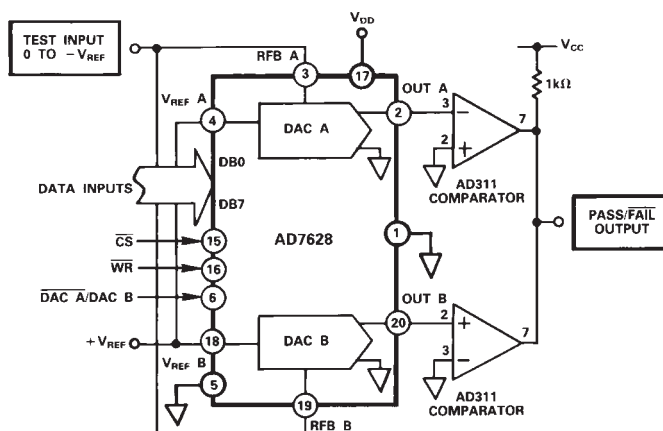 TEST INPUT
0 TO – VREF
VDD
VCC
RFB A
3
17
OUT A
1kΩ
VREF A
4
DAC A
2
3
–
7
2
+
DB0
DATA INPUTS
DB7
AD311
COMPARATOR
PASS/FAIL
OUTPUT
CS
15
AD7628
1
WR
16
DAC A/DAC B
6
OUT B
20
2
+
7
+ VREF
18
DAC B
3
–
VREF B
5
AD311
COMPARATOR
19
RFB B